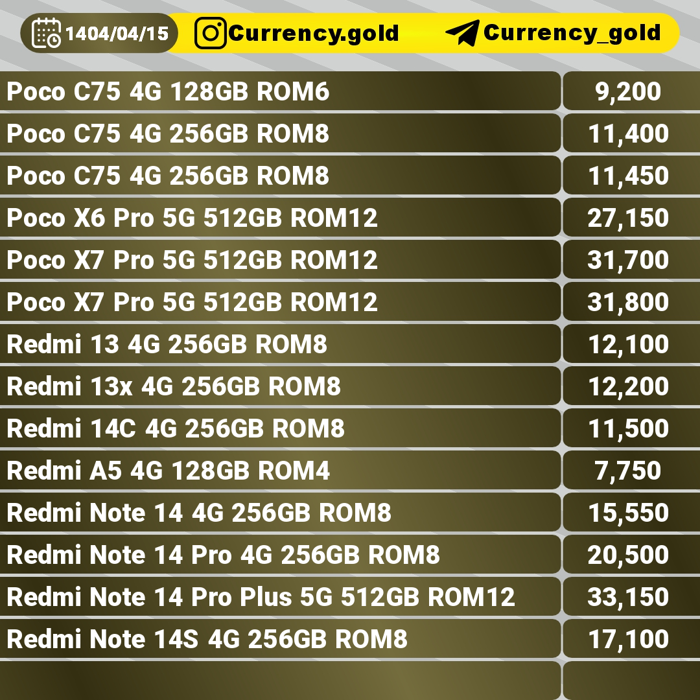 1404/04/15 Currency.gold Currency_gold
Poco C75 4G 128GB ROM6 9,200
Poco C75 4G 256GB ROM8 11,400
Poco C75 4G 256GB ROM8 11,450
Poco X6 Pro 5G 512GB ROM12 27,150
Poco X7 Pro 5G 512GB ROM12 31,700
Poco X7 Pro 5G 512GB ROM12 31,800
Redmi 13 4G 256GB ROM8 12,100
Redmi 13x 4G 256GB ROM8 12,200
Redmi 14C 4G 256GB ROM8 11,500
Redmi A5 4G 128GB ROM4 7,750
Redmi Note 14 4G 256GB ROM8 15,550
Redmi Note 14 Pro 4G 256GB ROM8 20,500
Redmi Note 14 Pro Plus 5G 512GB ROM12 33,150
Redmi Note 14S 4G 256GB ROM8 17,100